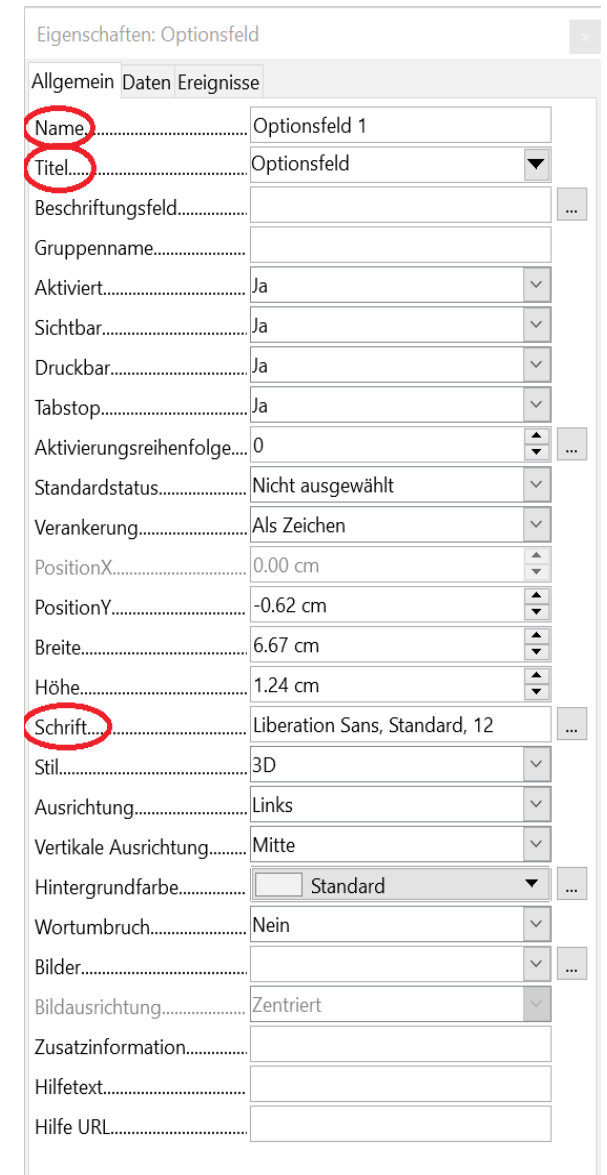 Eigenschaften: Optionsfeld x
Allgemein Daten Ereignisse
Name............................ Optionsfeld 1
Titel............................... Optionsfeld
Beschriftungsfeld............... ...
Gruppenname....................
Aktiviert......................... Ja
Sichtbar.......................... Ja
Druckbar......................... Ja
Tabstop.......................... Ja
Aktivierungsreihenfolge.... 0 ...
Standardstatus.................. Nicht ausgewählt
Verankerung..................... Als Zeichen
PositionX........................ 0.00 cm
PositionY........................ -0.62 cm
Breite............................. 6.67 cm
Höhe.............................. 1.24 cm
Schrift............................ Liberation Sans, Standard, 12 ...
Stil................................. 3D
Ausrichtung..................... Links
Vertikale Ausrichtung......... Mitte
Hintergrundfarbe............... Standard ...
Wortumbruch................... Nein
Bilder.............................. ...
Bildausrichtung................. Zentriert
Zusatzinformation..............
Hilfetext..........................
Hilfe URL.........................